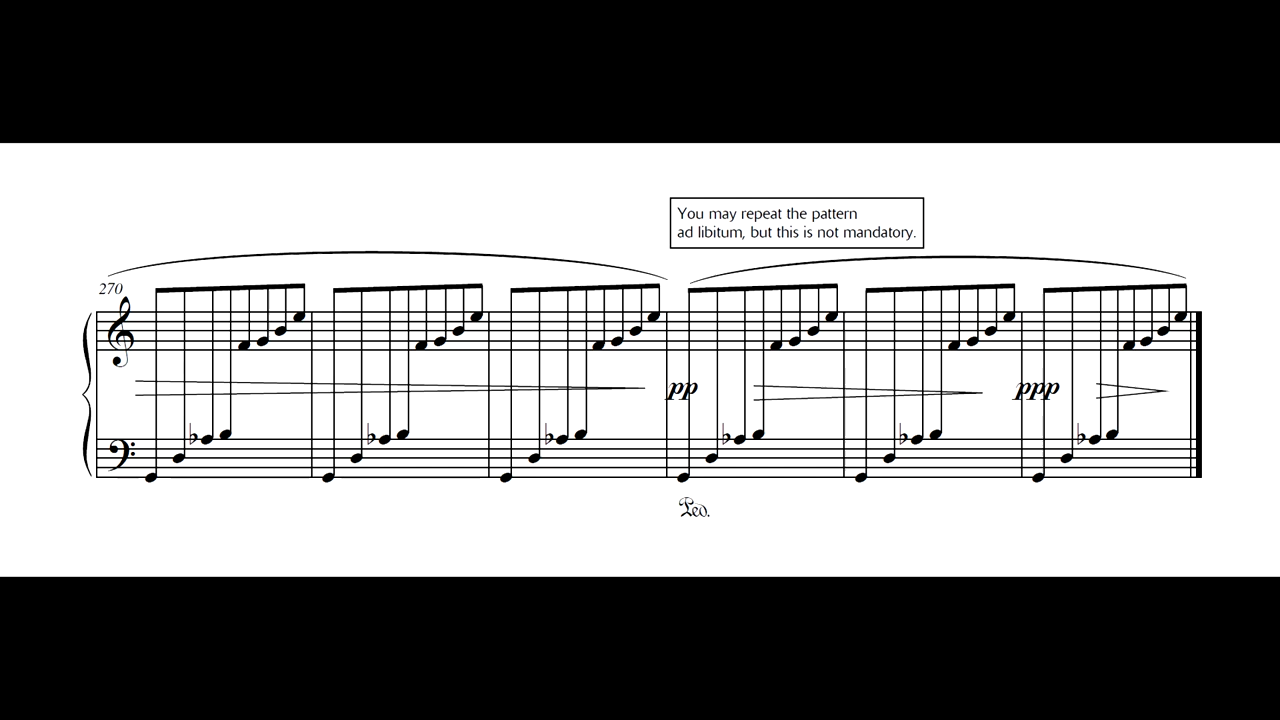 You may repeat the pattern
ad libitum, but this is not mandatory.
270
pp
ppp
Ped.